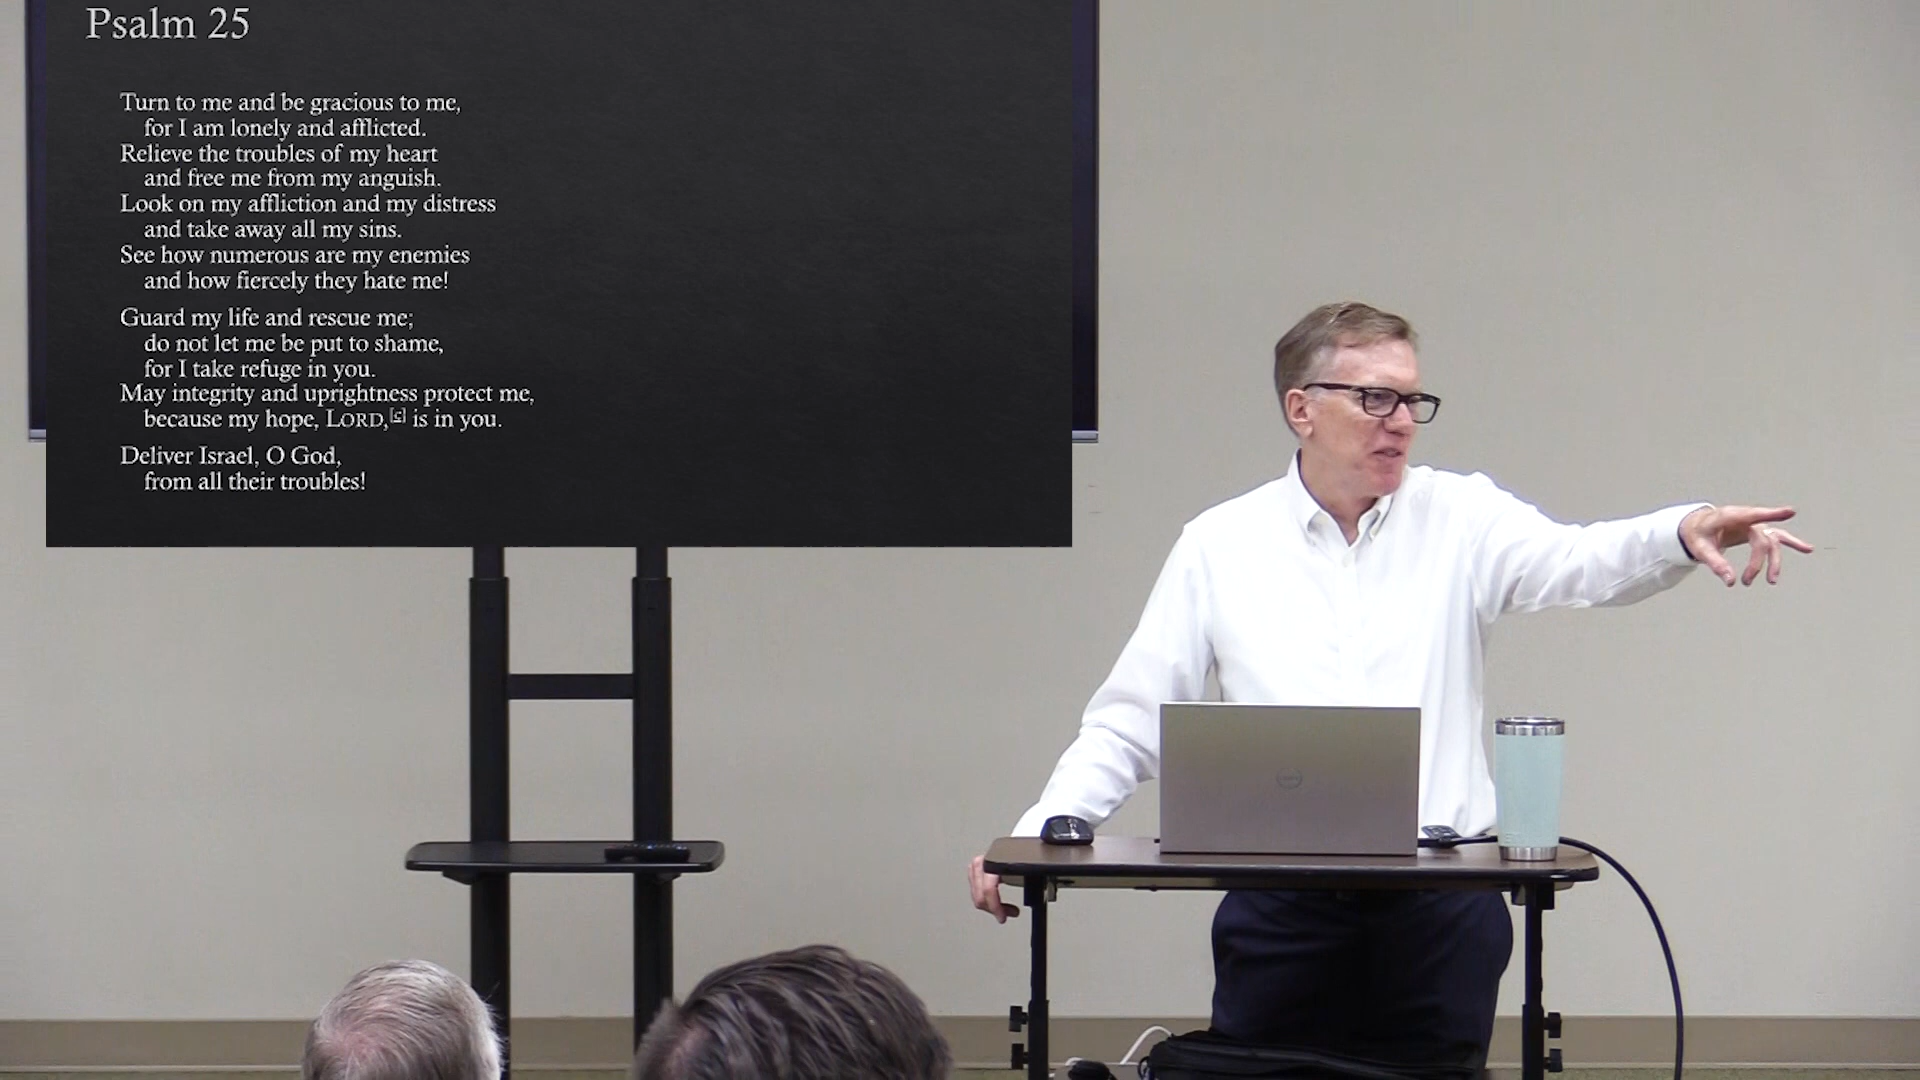 Psalm 25
Turn to me and be gracious to me,
for I am lonely and afflicted.
Relieve the troubles of my heart
and free me from my anguish.
Look on my affliction and my distress
and take away all my sins.
See how numerous are my enemies
and how fiercely they hate me!
Guard my life and rescue me;
do not let me be put to shame,
for I take refuge in you.
May integrity and uprightness protect me,
because my hope, LORD,[c] is in you.
Deliver Israel, O God,
from all their troubles!
DELL